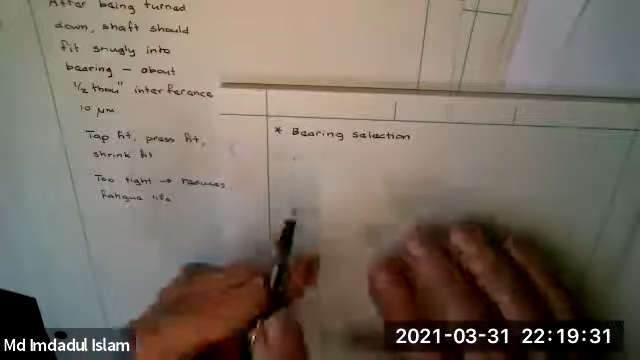 After being turned
down, shaft should
fit snugly into
bearing – about
"1/2 thou" interference
10 μm
Tap fit, press fit,
shrink fit
Too tight → reduces
fatigue life
* Bearing selection
Md Imdadul Islam
2021-03-31 22:19:31